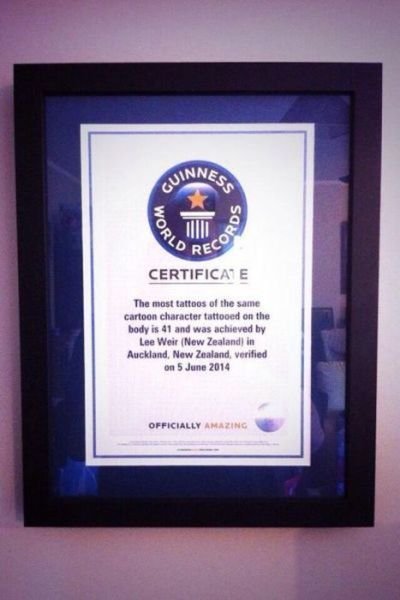 GUINNESS
WORLD RECORDS
CERTIFICATE
The most tattoos of the same
cartoon character tattooed on the
body is 41 and was achieved by
Lee Weir (New Zealand) in
Auckland, New Zealand, verified
on 5 June 2014
OFFICIALLY AMAZING